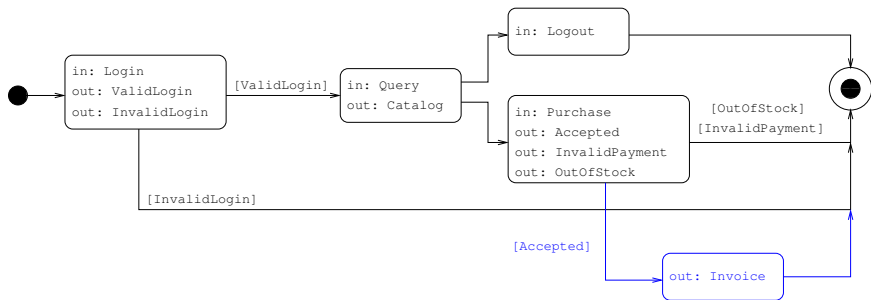 in: Login
out: ValidLogin
out: InvalidLogin
[ValidLogin]
in: Query
out: Catalog
in: Logout
in: Purchase
out: Accepted
out: InvalidPayment
out: OutOfStock
[OutOfStock]
[InvalidPayment]
[InvalidLogin]
[Accepted]
out: Invoice